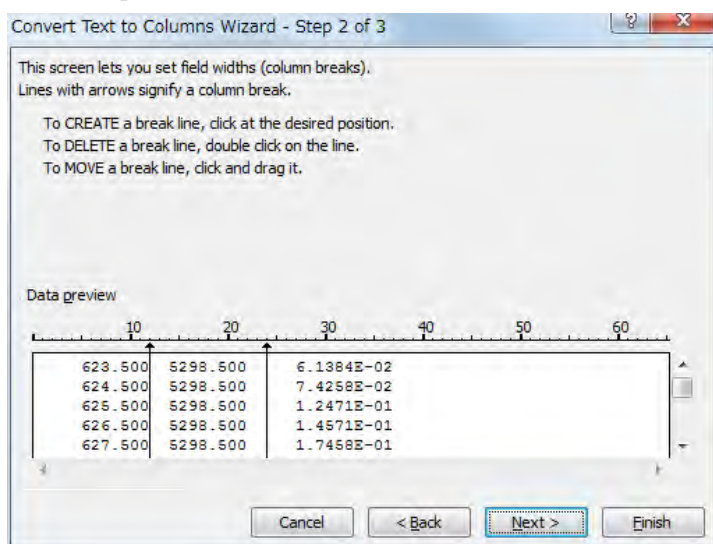 Convert Text to Columns Wizard - Step 2 of 3
This screen lets you set field widths (column breaks).
Lines with arrows signify a column break.
To CREATE a break line, click at the desired position.
To DELETE a break line, double click on the line.
To MOVE a break line, click and drag it.
Data preview
10 20 30 40 50 60
623.500 5298.500 6.1384E-02
624.500 5298.500 7.4258E-02
625.500 5298.500 1.2471E-01
626.500 5298.500 1.4571E-01
627.500 5298.500 1.7458E-01
Cancel < Back Next > Finish